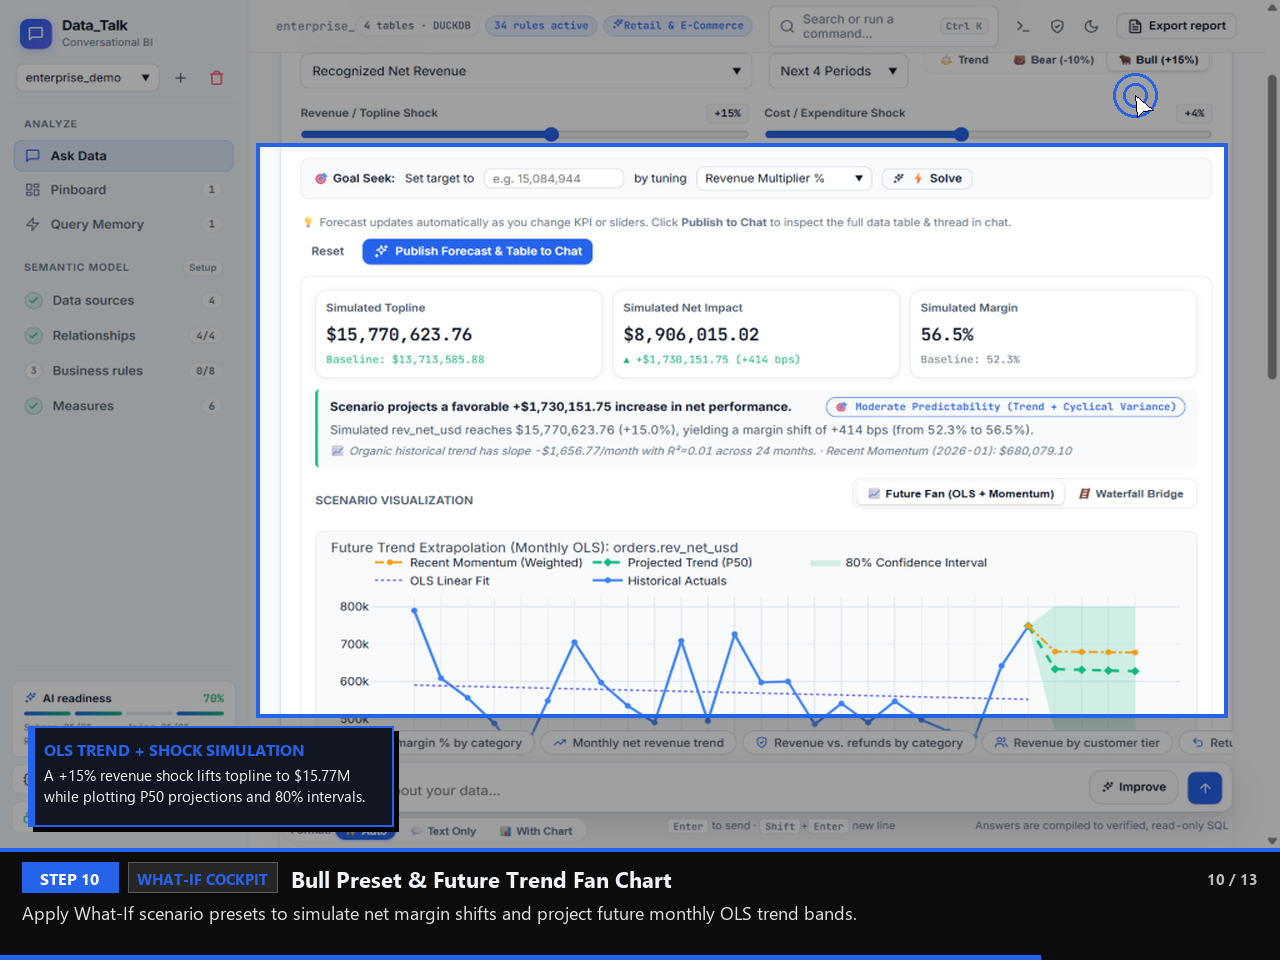 Data_Talk
Conversational BI
enterprise_demo
ANALYZE
Ask Data
Pinboard 1
Query Memory 1
SEMANTIC MODEL Setup
Data sources 4
Relationships 4/4
3 Business rules 0/8
Measures 6
AI readiness 70%
enterprise_ 4 tables · DUCKDB 34 rules active Retail & E-Commerce
Search or run a command... Ctrl K
Export report
Recognized Net Revenue Next 4 Periods Trend Bear (-10%) Bull (+15%)
Revenue / Topline Shock +15% Cost / Expenditure Shock +4%
Goal Seek: Set target to e.g. 15,084,944 by tuning Revenue Multiplier % Solve
Forecast updates automatically as you change KPI or sliders. Click Publish to Chat to inspect the full data table & thread in chat.
Reset Publish Forecast & Table to Chat
Simulated Topline
$15,770,623.76
Baseline: $13,713,585.88
Simulated Net Impact
$8,906,015.02
▲ +$1,730,151.75 (+414 bps)
Simulated Margin
56.5%
Baseline: 52.3%
Scenario projects a favorable +$1,730,151.75 increase in net performance. Moderate Predictability (Trend + Cyclical Variance)
Simulated rev_net_usd reaches $15,770,623.76 (+15.0%), yielding a margin shift of +414 bps (from 52.3% to 56.5%).
Organic historical trend has slope -$1,656.77/month with R²=0.01 across 24 months. · Recent Momentum (2026-01): $680,079.10
SCENARIO VISUALIZATION Future Fan (OLS + Momentum) Waterfall Bridge
Future Trend Extrapolation (Monthly OLS): orders.rev_net_usd
Recent Momentum (Weighted) Projected Trend (P50) 80% Confidence Interval
OLS Linear Fit Historical Actuals
800k
700k
600k
500k
margin % by category Monthly net revenue trend Revenue vs. refunds by category Revenue by customer tier Retu
bout your data... Improve
Auto Text Only With Chart Enter to send · Shift + Enter new line Answers are compiled to verified, read-only SQL
OLS TREND + SHOCK SIMULATION
A +15% revenue shock lifts topline to $15.77M
while plotting P50 projections and 80% intervals.
STEP 10 WHAT-IF COCKPIT Bull Preset & Future Trend Fan Chart 10 / 13
Apply What-If scenario presets to simulate net margin shifts and project future monthly OLS trend bands.